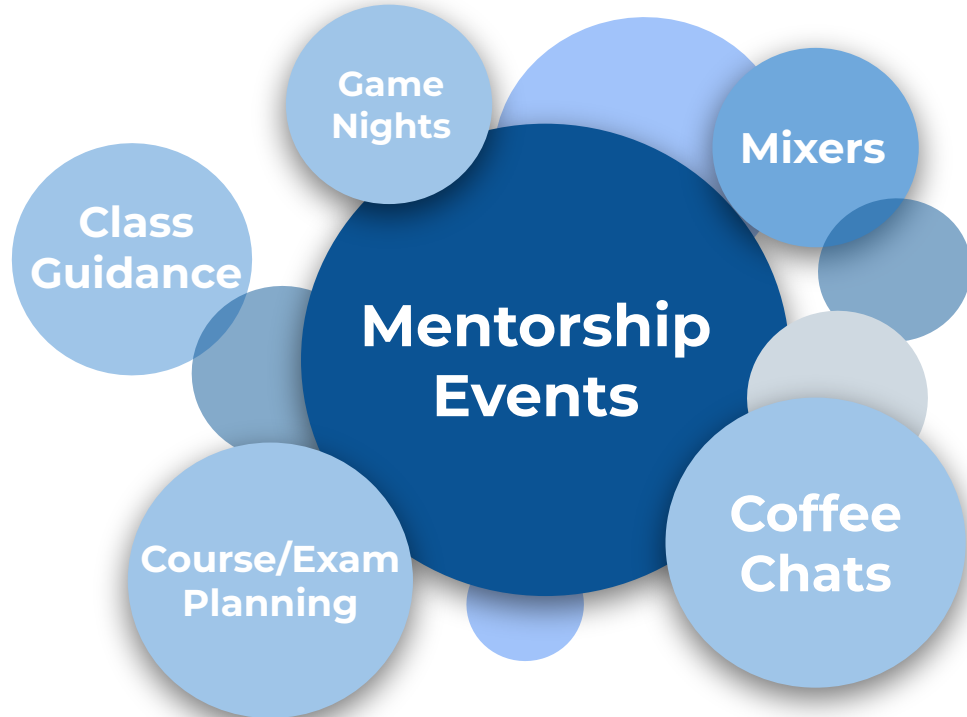 Game
Nights
Mixers
Class
Guidance
Mentorship
Events
Coffee
Chats
Course/Exam
Planning